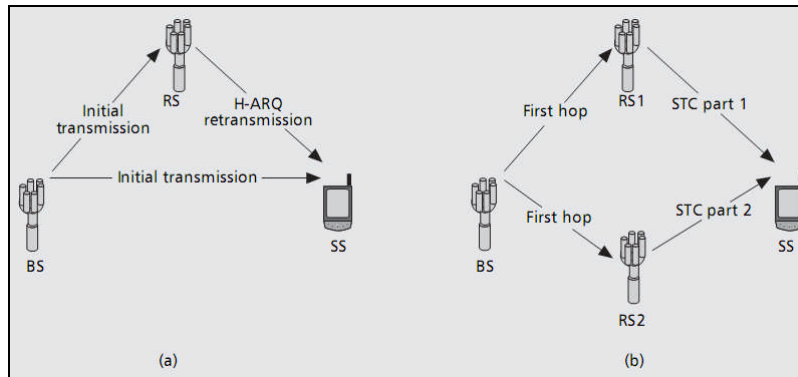 RS
Initial
transmission
H-ARQ
retransmission
Initial transmission
BS
SS
(a)
RS1
First hop
STC part 1
First hop
STC part 2
BS
SS
RS2
(b)